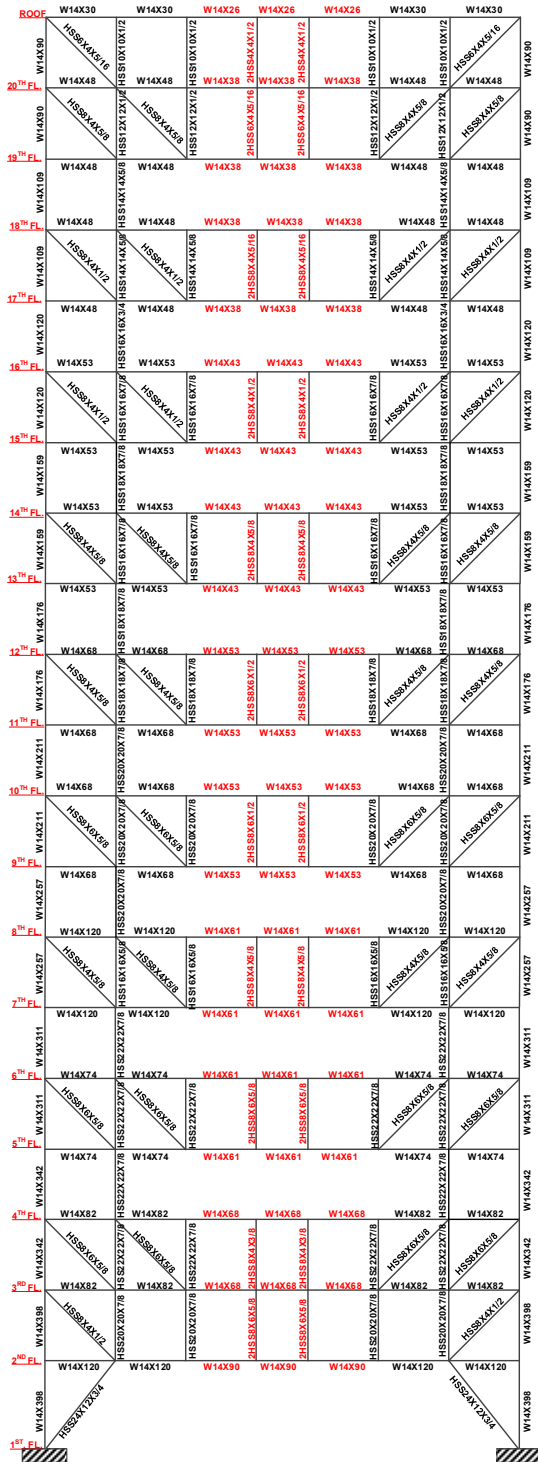 ROOF W14X30 W14X30 W14X26 W14X26 W14X26 W14X30 W14X30
W14X90 HSS6X4X5/16 HSS10X10X1/2 HSS10X10X1/2 2HSS4X4X1/2 2HSS4X4X1/2 HSS10X10X1/2 HSS10X10X1/2 HSS6X4X5/16 W14X90
20TH FL. W14X48 W14X48 W14X38 W14X38 W14X38 W14X48 W14X48
W14X90 HSS8X4X5/8 HSS12X12X1/2 HSS8X4X5/8 HSS12X12X1/2 2HSS6X4X5/16 2HSS6X4X5/16 HSS12X12X1/2 HSS8X4X5/8 HSS12X12X1/2 HSS8X4X5/8 W14X90
19TH FL. W14X48 W14X48 W14X38 W14X38 W14X38 W14X48 W14X48
W14X109 HSS14X14X5/8 HSS14X14X5/8 W14X109
18TH FL. W14X48 W14X48 W14X38 W14X38 W14X38 W14X48 W14X48
W14X109 HSS8X4X1/2 HSS14X14X5/8 HSS8X4X1/2 HSS14X14X5/8 2HSS8X4X5/16 2HSS8X4X5/16 HSS14X14X5/8 HSS8X4X1/2 HSS14X14X5/8 HSS8X4X1/2 W14X109
17TH FL. W14X48 W14X48 W14X38 W14X38 W14X38 W14X48 W14X48
W14X120 HSS16X16X3/4 HSS16X16X3/4 W14X120
16TH FL. W14X53 W14X53 W14X43 W14X43 W14X43 W14X53 W14X53
W14X120 HSS8X4X1/2 HSS16X16X7/8 HSS8X4X1/2 HSS16X16X7/8 2HSS8X4X1/2 2HSS8X4X1/2 HSS16X16X7/8 HSS8X4X1/2 HSS16X16X7/8 HSS8X4X1/2 W14X120
15TH FL. W14X53 W14X53 W14X43 W14X43 W14X43 W14X53 W14X53
W14X159 HSS18X18X7/8 HSS18X18X7/8 W14X159
14TH FL. W14X53 W14X53 W14X43 W14X43 W14X43 W14X53 W14X53
W14X159 HSS8X4X5/8 HSS16X16X7/8 HSS8X4X5/8 HSS16X16X7/8 2HSS8X4X5/8 2HSS8X4X5/8 HSS16X16X7/8 HSS8X4X5/8 HSS16X16X7/8 HSS8X4X5/8 W14X159
13TH FL. W14X53 W14X53 W14X43 W14X43 W14X43 W14X53 W14X53
W14X176 HSS18X18X7/8 HSS18X18X7/8 W14X176
12TH FL. W14X68 W14X68 W14X53 W14X53 W14X53 W14X68 W14X68
W14X176 HSS8X4X5/8 HSS18X18X7/8 HSS8X4X5/8 HSS18X18X7/8 2HSS8X6X1/2 2HSS8X6X1/2 HSS18X18X7/8 HSS8X4X5/8 HSS18X18X7/8 HSS8X4X5/8 W14X176
11TH FL. W14X68 W14X68 W14X53 W14X53 W14X53 W14X68 W14X68
W14X211 HSS20X20X7/8 HSS20X20X7/8 W14X211
10TH FL. W14X68 W14X68 W14X53 W14X53 W14X53 W14X68 W14X68
W14X211 HSS8X6X5/8 HSS20X20X7/8 HSS8X6X5/8 HSS20X20X7/8 2HSS8X6X1/2 2HSS8X6X1/2 HSS20X20X7/8 HSS8X6X5/8 HSS20X20X7/8 HSS8X6X5/8 W14X211
9TH FL. W14X68 W14X68 W14X53 W14X53 W14X53 W14X68 W14X68
W14X257 HSS20X20X7/8 HSS20X20X7/8 W14X257
8TH FL. W14X120 W14X120 W14X61 W14X61 W14X61 W14X120 W14X120
W14X257 HSS8X4X5/8 HSS16X16X5/8 HSS8X4X5/8 HSS16X16X5/8 2HSS8X4X5/8 2HSS8X4X5/8 HSS16X16X5/8 HSS8X4X5/8 HSS16X16X5/8 HSS8X4X5/8 W14X257
7TH FL. W14X120 W14X120 W14X61 W14X61 W14X61 W14X120 W14X120
W14X311 HSS22X22X7/8 HSS22X22X7/8 W14X311
6TH FL. W14X74 W14X74 W14X61 W14X61 W14X61 W14X74 W14X74
W14X311 HSS8X6X5/8 HSS22X22X7/8 HSS8X6X5/8 HSS22X22X7/8 2HSS8X6X5/8 2HSS8X6X5/8 HSS22X22X7/8 HSS8X6X5/8 HSS22X22X7/8 HSS8X6X5/8 W14X311
5TH FL. W14X74 W14X74 W14X61 W14X61 W14X61 W14X74 W14X74
W14X342 HSS22X22X7/8 HSS22X22X7/8 W14X342
4TH FL. W14X82 W14X82 W14X68 W14X68 W14X68 W14X82 W14X82
W14X342 HSS8X6X5/8 HSS22X22X7/8 HSS8X6X5/8 HSS22X22X7/8 2HSS8X4X3/8 2HSS8X4X3/8 HSS22X22X7/8 HSS8X6X5/8 HSS22X22X7/8 HSS8X6X5/8 W14X342
3RD FL. W14X82 W14X82 W14X68 W14X68 W14X68 W14X82 W14X82
W14X398 HSS8X4X1/2 HSS20X20X7/8 HSS20X20X7/8 2HSS8X6X5/8 2HSS8X6X5/8 HSS20X20X7/8 HSS20X20X7/8 HSS8X4X1/2 W14X398
2ND FL. W14X120 W14X120 W14X90 W14X90 W14X90 W14X120 W14X120
W14X398 HSS24X12X3/4 HSS24X12X3/4 W14X398
1ST. FL.